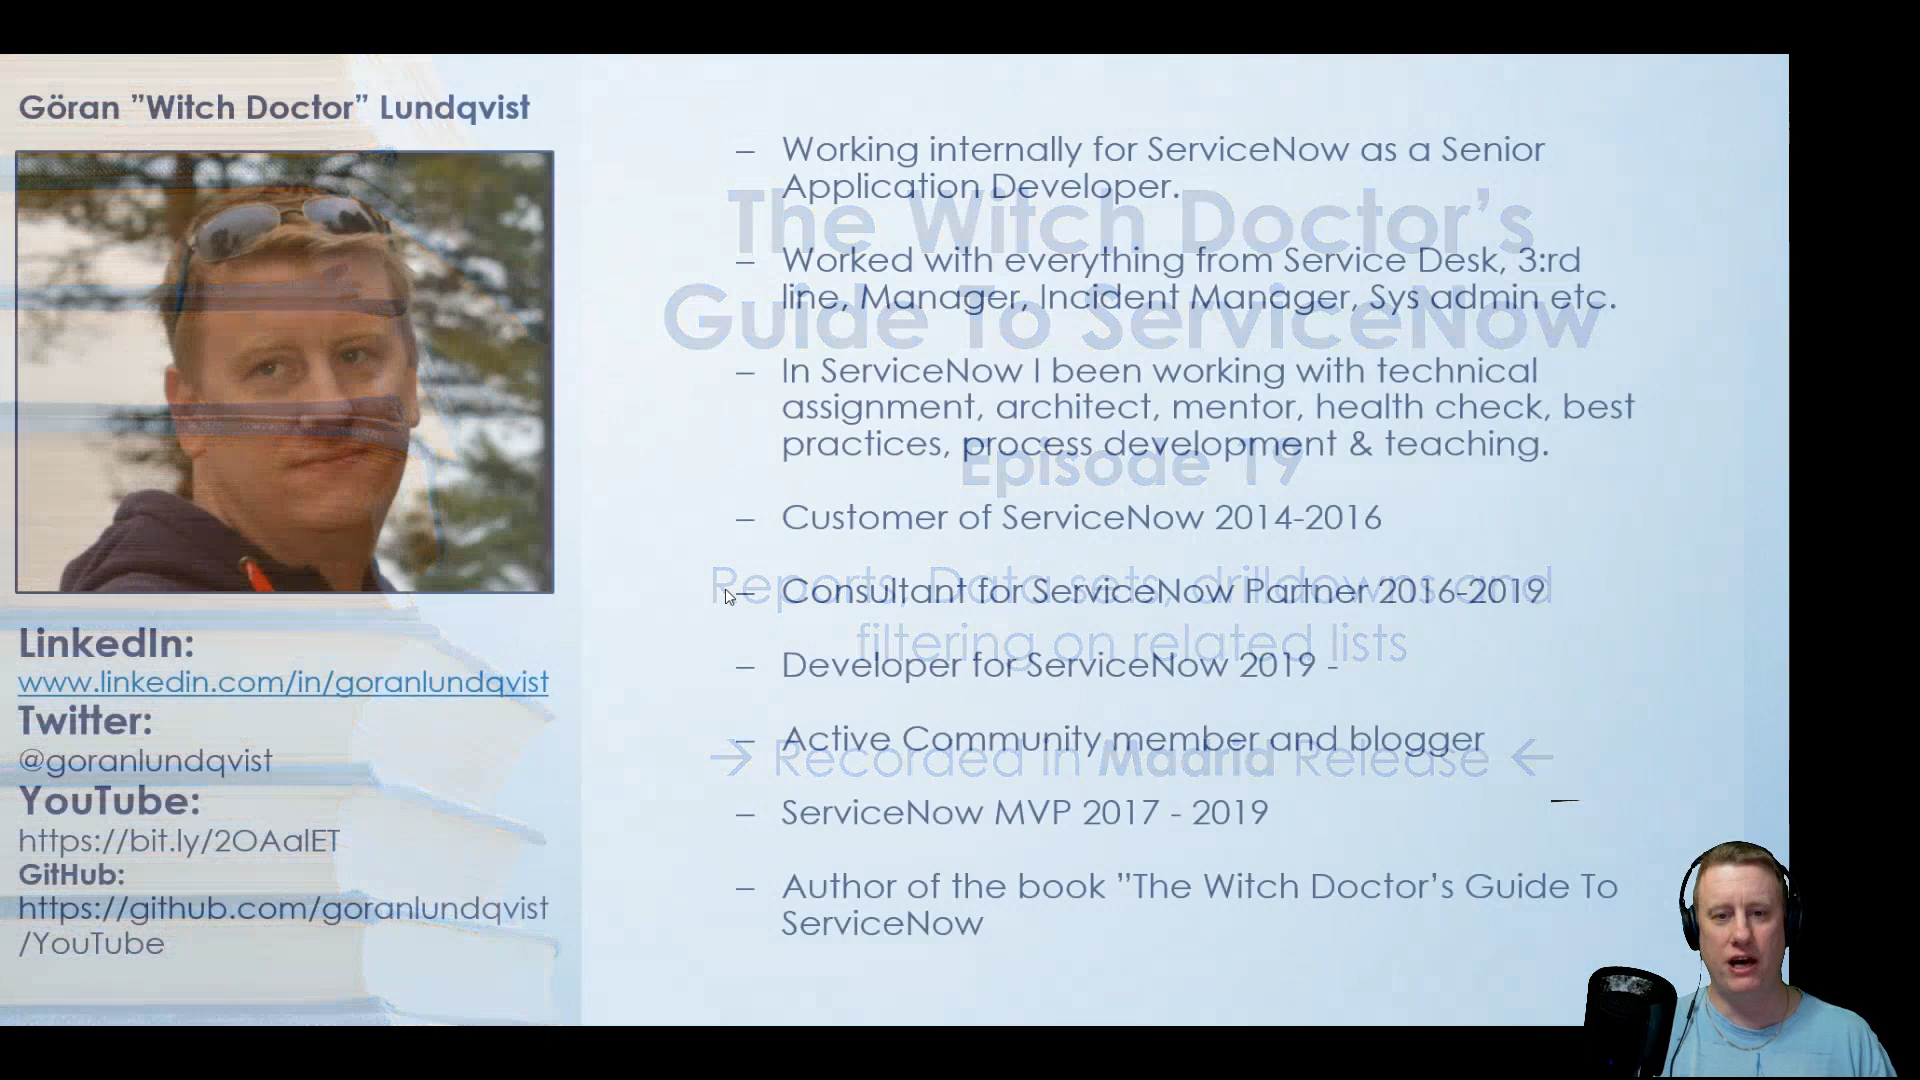 Göran ”Witch Doctor” Lundqvist
LinkedIn:
www.linkedin.com/in/goranlundqvist
Twitter:
@goranlundqvist
YouTube:
https://bit.ly/2OAalET
GitHub:
https://github.com/goranlundqvist
/YouTube
– Working internally for ServiceNow as a Senior
Application Developer.
– Worked with everything from Service Desk, 3:rd
line, Manager, Incident Manager, Sys admin etc.
– In ServiceNow I been working with technical
assignment, architect, mentor, health check, best
practices, process development & teaching.
– Customer of ServiceNow 2014-2016
– Consultant for ServiceNow Partner 2016-2019
– Developer for ServiceNow 2019 -
– Active Community member and blogger
– ServiceNow MVP 2017 - 2019
– Author of the book ”The Witch Doctor’s Guide To
ServiceNow
The Witch Doctor’s
Guide To ServiceNow
Episode 19
Reports, Data sets, drilldowns and
filtering on related lists
→ Recorded in Madrid Release ←